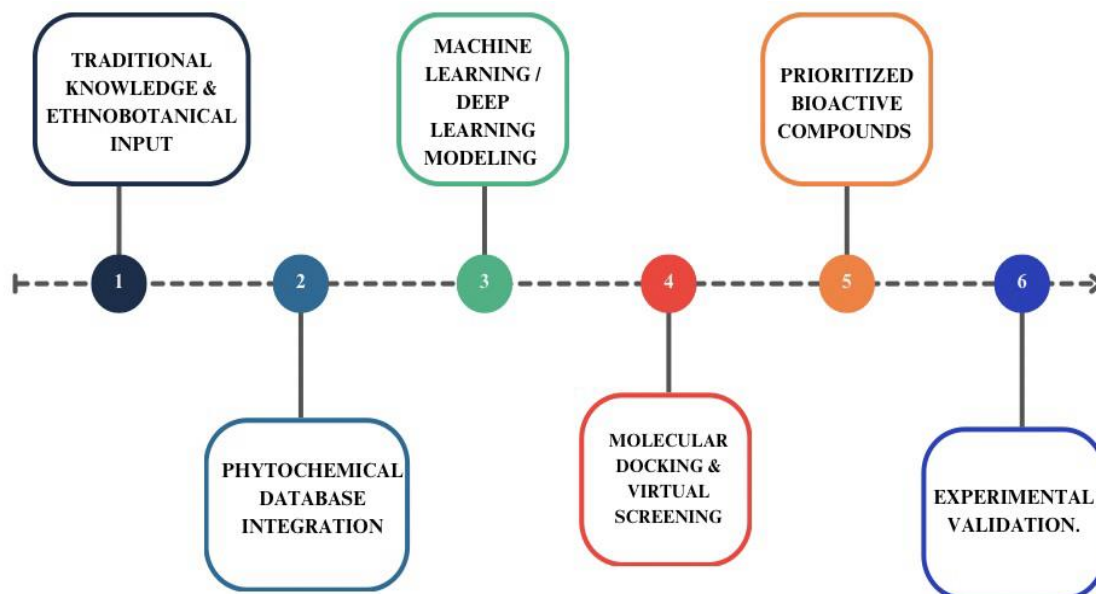 TRADITIONAL
KNOWLEDGE &
ETHNOBOTANICAL
INPUT
1
PHYTOCHEMICAL
DATABASE
INTEGRATION
2
MACHINE
LEARNING /
DEEP
LEARNING
MODELING
3
MOLECULAR
DOCKING &
VIRTUAL
SCREENING
4
PRIORITIZED
BIOACTIVE
COMPOUNDS
5
EXPERIMENTAL
VALIDATION.
6